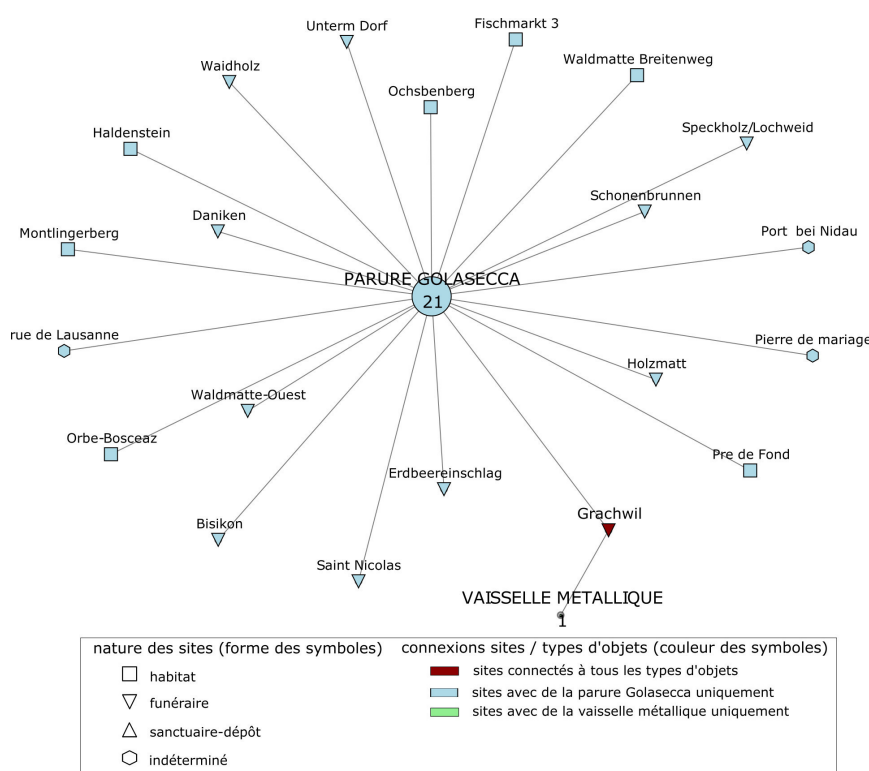 Fischmarkt 3
Unterm Dorf
Waldmatte Breitenweg
Waidholz
Ochsbenberg
Speckholz/Lochweid
Haldenstein
Schonenbrunnen
Daniken
Port bei Nidau
Montlingerberg
PARURE GOLASECCA
21
rue de Lausanne
Pierre de mariage
Holzmatt
Waldmatte-Ouest
Orbe-Bosceaz
Pre de Fond
Erdbeereinschlag
Grachwil
Bisikon
Saint Nicolas
VAISSELLE METALLIQUE
1
nature des sites (forme des symboles)
habitat
funéraire
sanctuaire-dépôt
indéterminé
connexions sites / types d'objets (couleur des symboles)
sites connectés à tous les types d'objets
sites avec de la parure Golasecca uniquement
sites avec de la vaisselle métallique uniquement